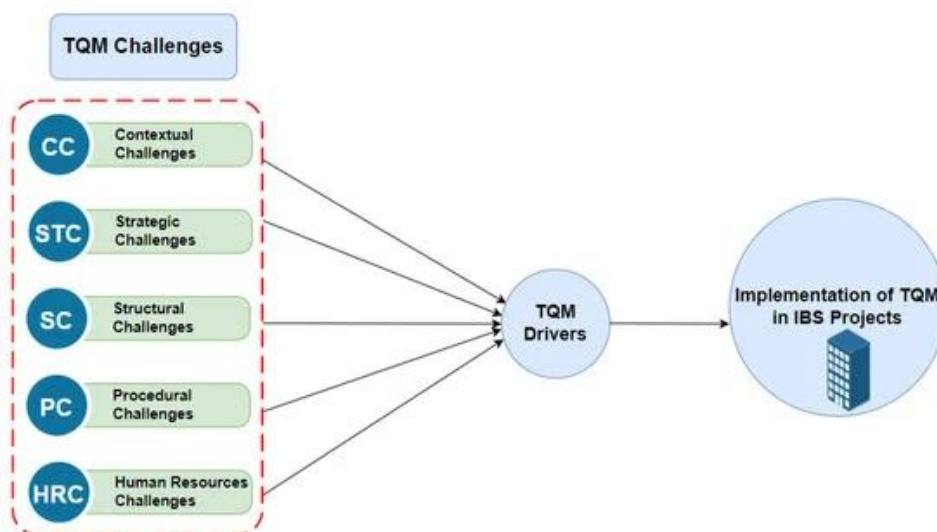 TQM Challenges
CC
Contextual
Challenges
STC
Strategic
Challenges
SC
Structural
Challenges
PC
Procedural
Challenges
HRC
Human Resources
Challenges
TQM
Drivers
Implementation of TQM
in IBS Projects